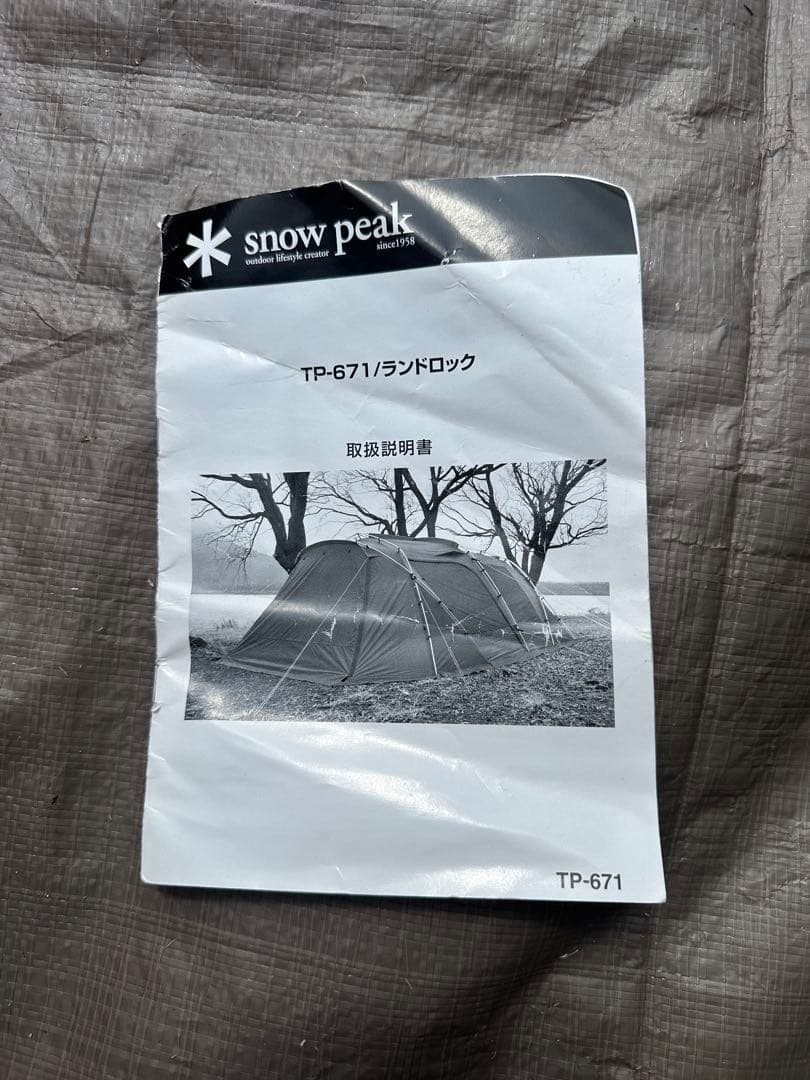 snow peak
outdoor lifestyle creator
since1958
TP-671/ランドロック
取扱説明書
TP-671